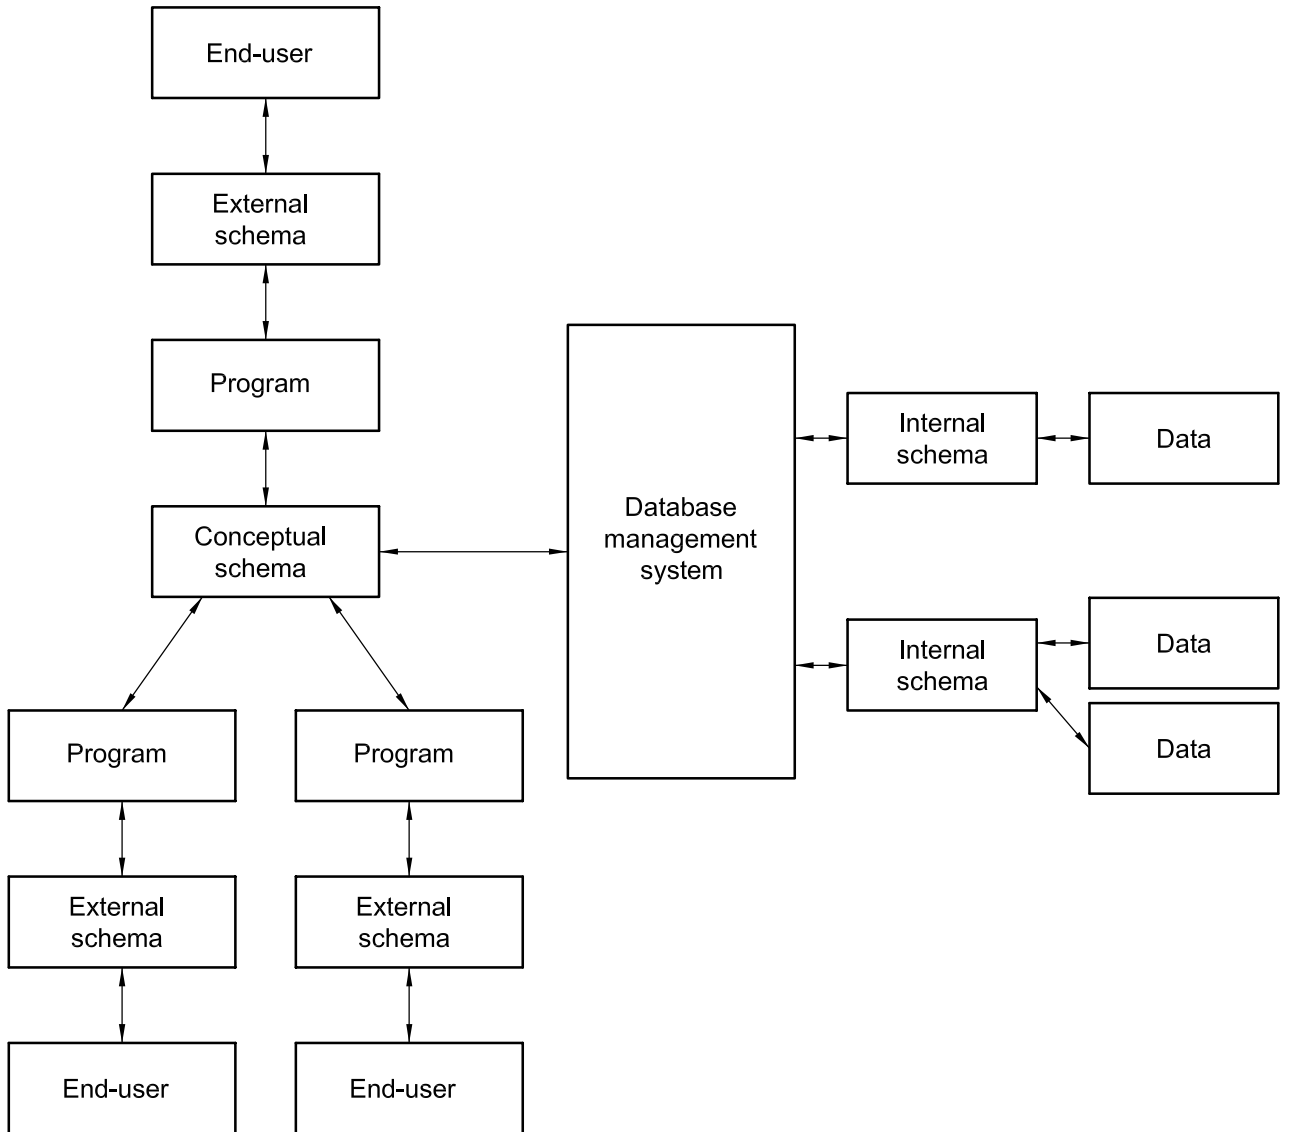 End-user
External
schema
Program
Conceptual
schema
Database
management
system
Internal
schema
Data
Internal
schema
Data
Data
Program
Program
External
schema
External
schema
End-user
End-user